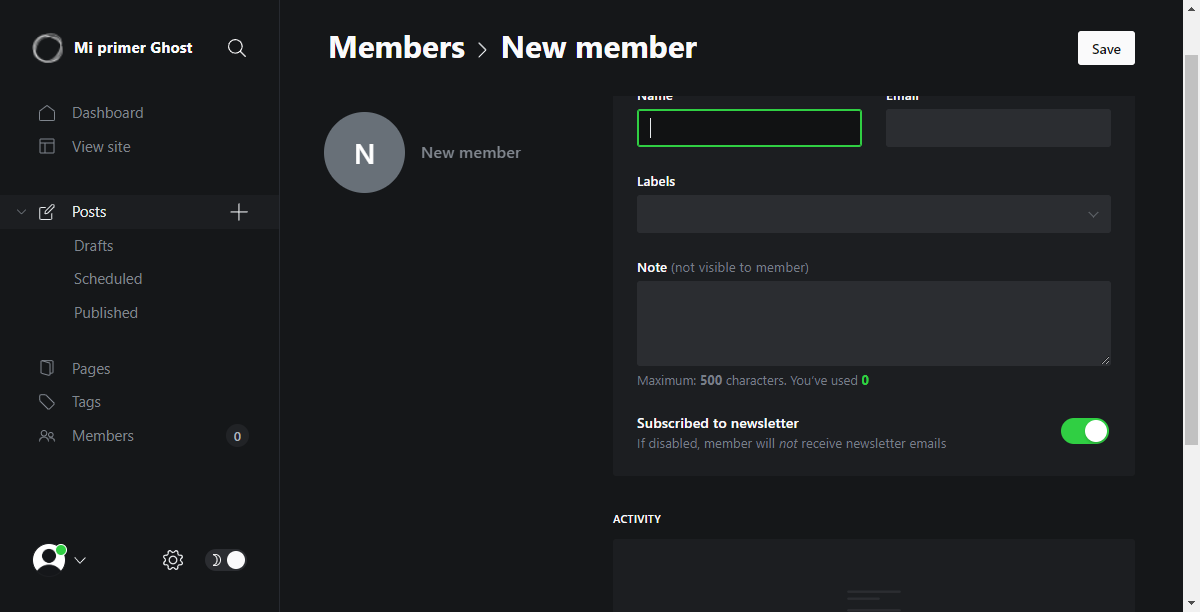 Mi primer Ghost
Members > New member
Save
Dashboard
View site
Posts
Drafts
Scheduled
Published
Pages
Tags
Members 0
N
New member
Name
Email
Labels
Note (not visible to member)
Maximum: 500 characters. You've used 0
Subscribed to newsletter
If disabled, member will not receive newsletter emails
ACTIVITY